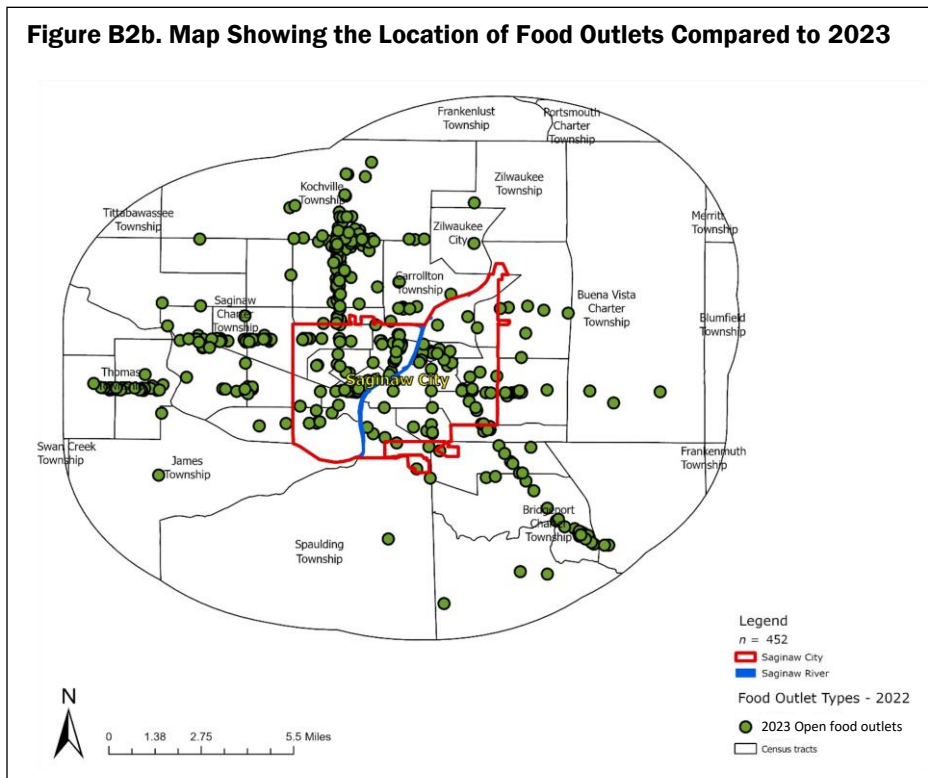 Figure B2b. Map Showing the Location of Food Outlets Compared to 2023
Frankenlust
Township
Portsmouth
Charter
Township
Kochville
Township
Zilwaukee
Township
Tittabawassee
Township
Zilwaukee
City
Merritt
Township
Carrollton
Township
Saginaw
Charter
Township
Buena Vista
Charter
Township
Blumfield
Township
Thomas
Saginaw City
Swan Creek
Township
James
Township
Frankenmuth
Township
Bridgeport
Charter
Township
Spaulding
Township
Legend
n = 452
Saginaw City
Saginaw River
Food Outlet Types - 2022
2023 Open food outlets
Census tracts
N
0 1.38 2.75 5.5 Miles